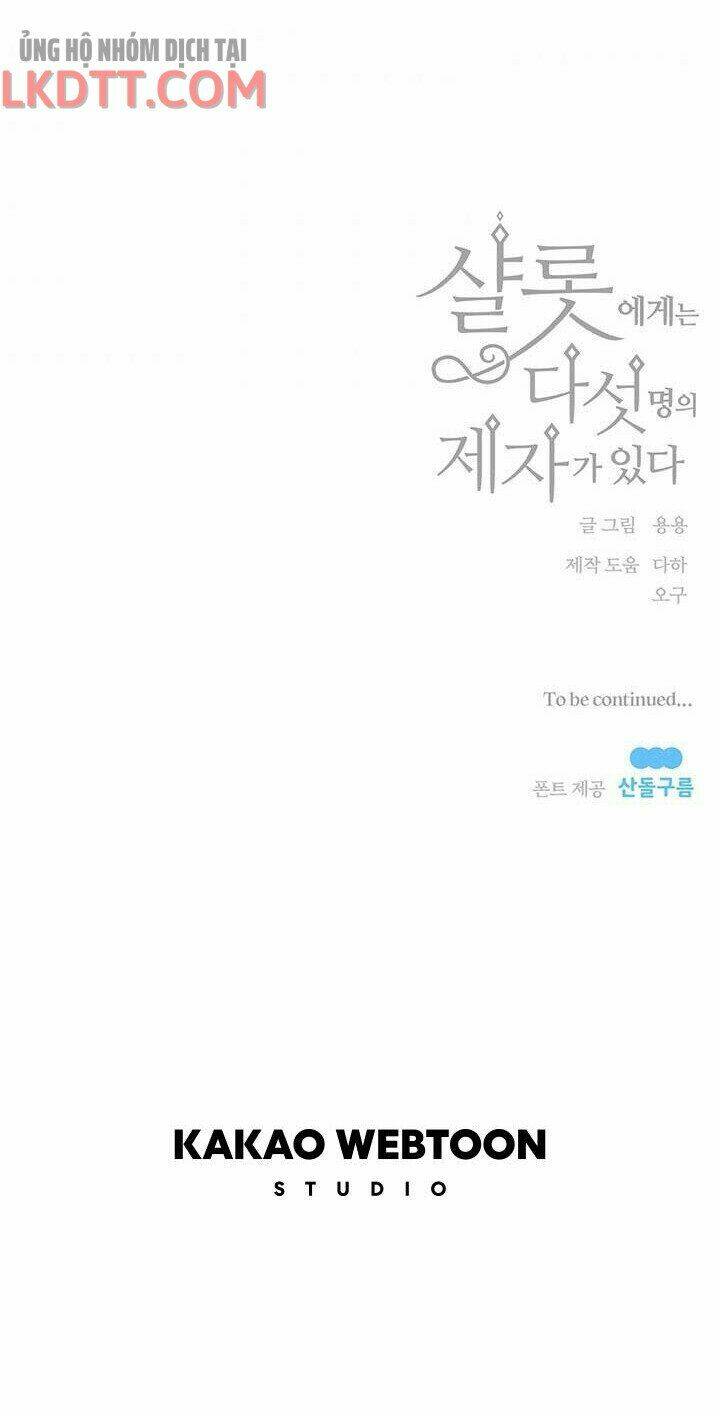 ỦNG HỘ NHÓM DỊCH TẠI
LKDTT.COM
샬롯에게는
다섯 명의
제자가 있다
글 그림 용용
제작 도움 다하
오구
To be continued...
폰트 제공 산돌구름
KAKAO WEBTOON
STUDIO